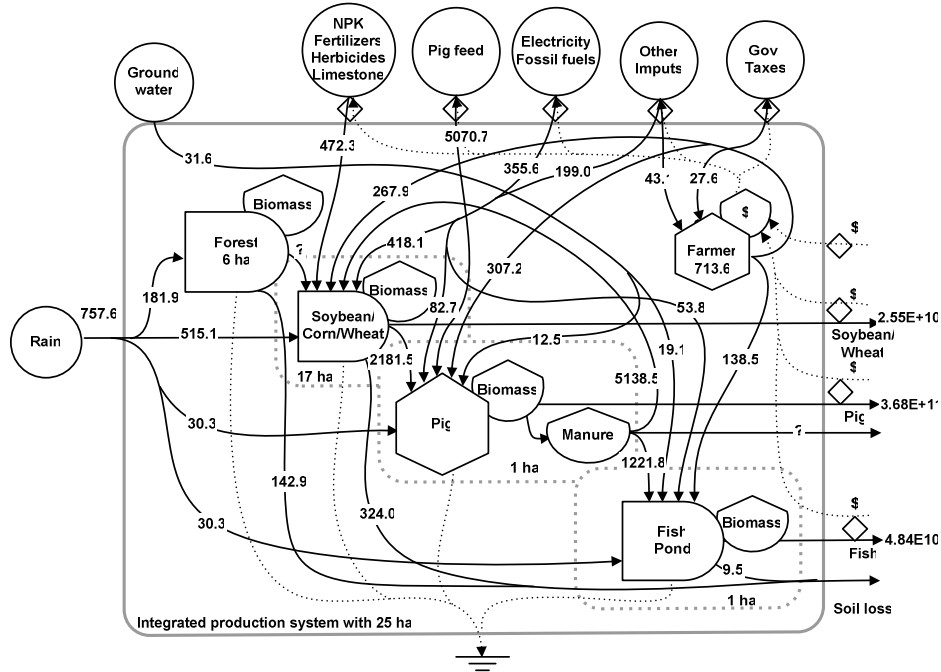 NPK
Fertilizers
Herbicides
Limestone
Pig feed
Electricity
Fossil fuels
Other
Imputs
Gov
Taxes
Ground
water
472.3
5070.7
355.6
199.0
43.1
27.6
31.6
267.9
Biomass
$
Forest
6 ha
?
418.1
Farmer
713.6
$
307.2
Biomass
757.6
181.9
82.7
53.8
$
2.55E+10
Rain
515.1
Soybean/
Corn/Wheat
12.5
19.1
138.5
Soybean/
Wheat
2181.5
17 ha
5138.5
$
Biomass
3.68E+11
Pig
30.3
Pig
Manure
?
1 ha
1221.8
142.9
324.0
30.3
$
Biomass
Fish
Pond
4.84E10
Fish
9.5
1 ha
Soil loss
Integrated production system with 25 ha